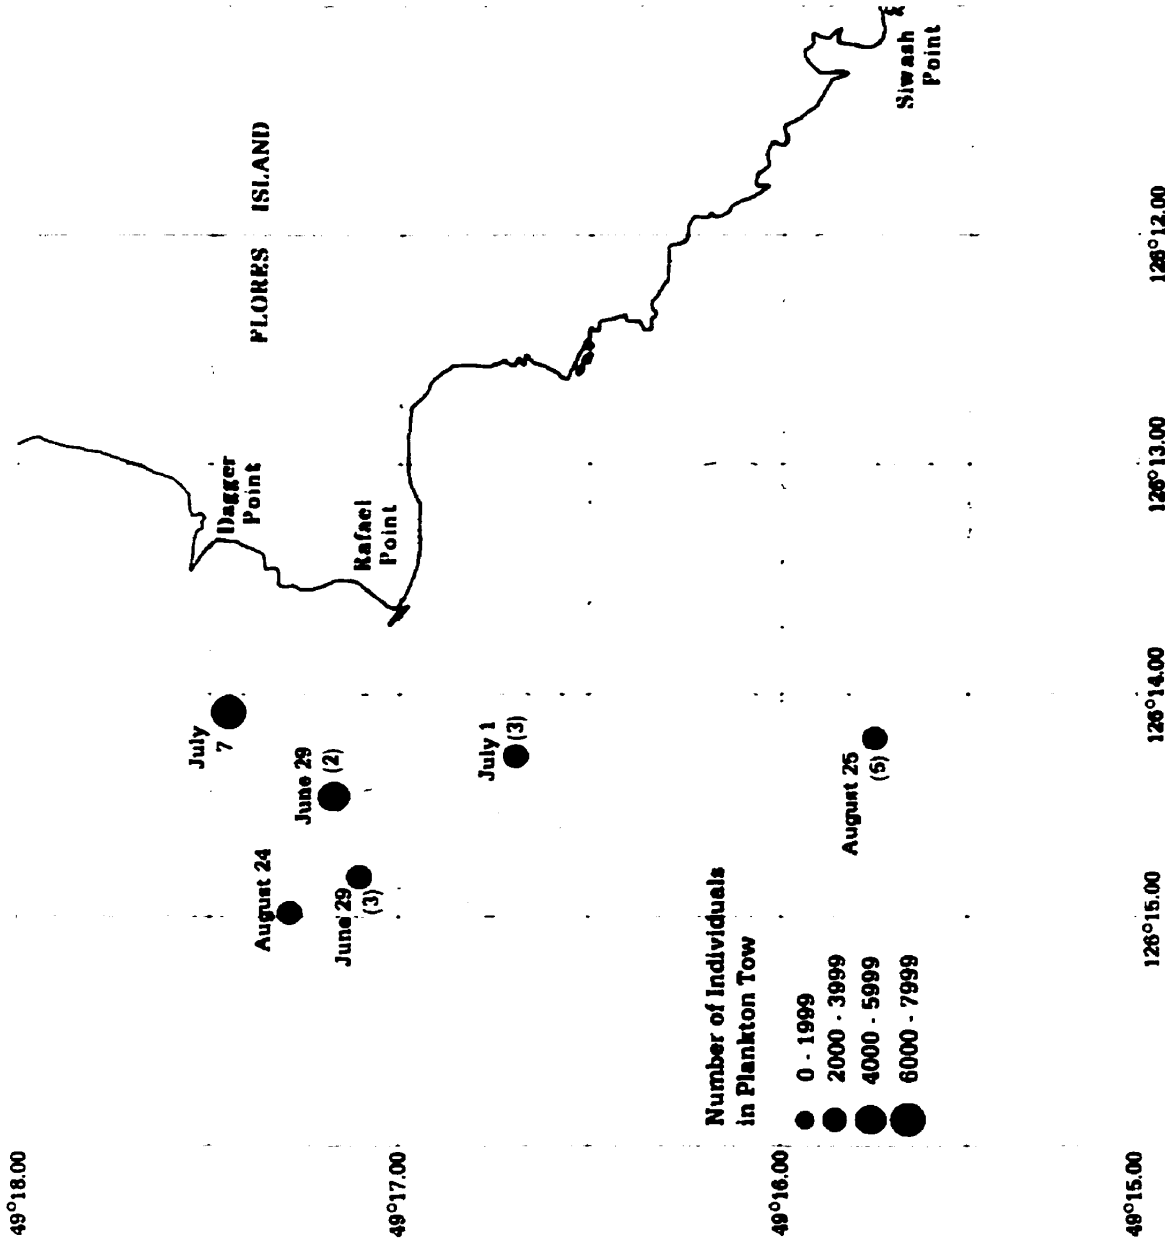 49°18.00
49°17.00
49°16.00
49°15.00
126°15.00
126°14.00
126°13.00
126°12.00
FLORES ISLAND
Dagger
Point
Rafael
Point
Siwash
Point
July
7
June 29
(2)
August 24
June 29
(3)
July 1
(3)
August 25
(5)
Number of Individuals
in Plankton Tow
0 - 1999
2000 - 3999
4000 - 5999
6000 - 7999